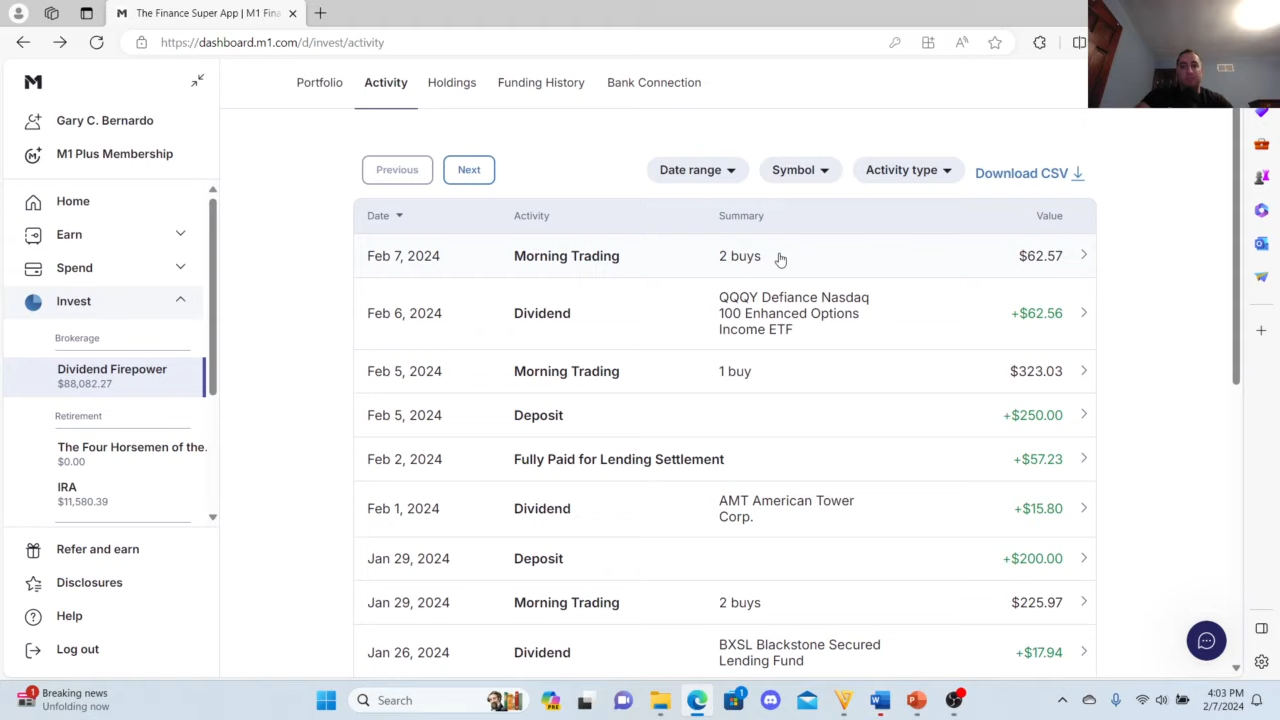 The Finance Super App | M1 Fina
https://dashboard.m1.com/d/invest/activity
Portfolio
Activity
Holdings
Funding History
Bank Connection
Gary C. Bernardo
M1 Plus Membership
Home
Earn
Spend
Invest
Brokerage
Dividend Firepower
$88,082.27
Retirement
The Four Horsemen of the.
$0.00
IRA
$11,580.39
Refer and earn
Disclosures
Help
Log out
Previous
Next
Date range
Symbol
Activity type
Download CSV
Date Activity Summary Value
Feb 7, 2024 Morning Trading 2 buys $62.57
Feb 6, 2024 Dividend QQQY Defiance Nasdaq
100 Enhanced Options
Income ETF
+$62.56
Feb 5, 2024 Morning Trading 1 buy $323.03
Feb 5, 2024 Deposit +$250.00
Feb 2, 2024 Fully Paid for Lending Settlement +$57.23
Feb 1, 2024 Dividend AMT American Tower
Corp.
+$15.80
Jan 29, 2024 Deposit +$200.00
Jan 29, 2024 Morning Trading 2 buys $225.97
Jan 26, 2024 Dividend BXSL Blackstone Secured
Lending Fund
+$17.94
1
Breaking news
Unfolding now
Search
PRE
1
4:03 PM
2/7/2024